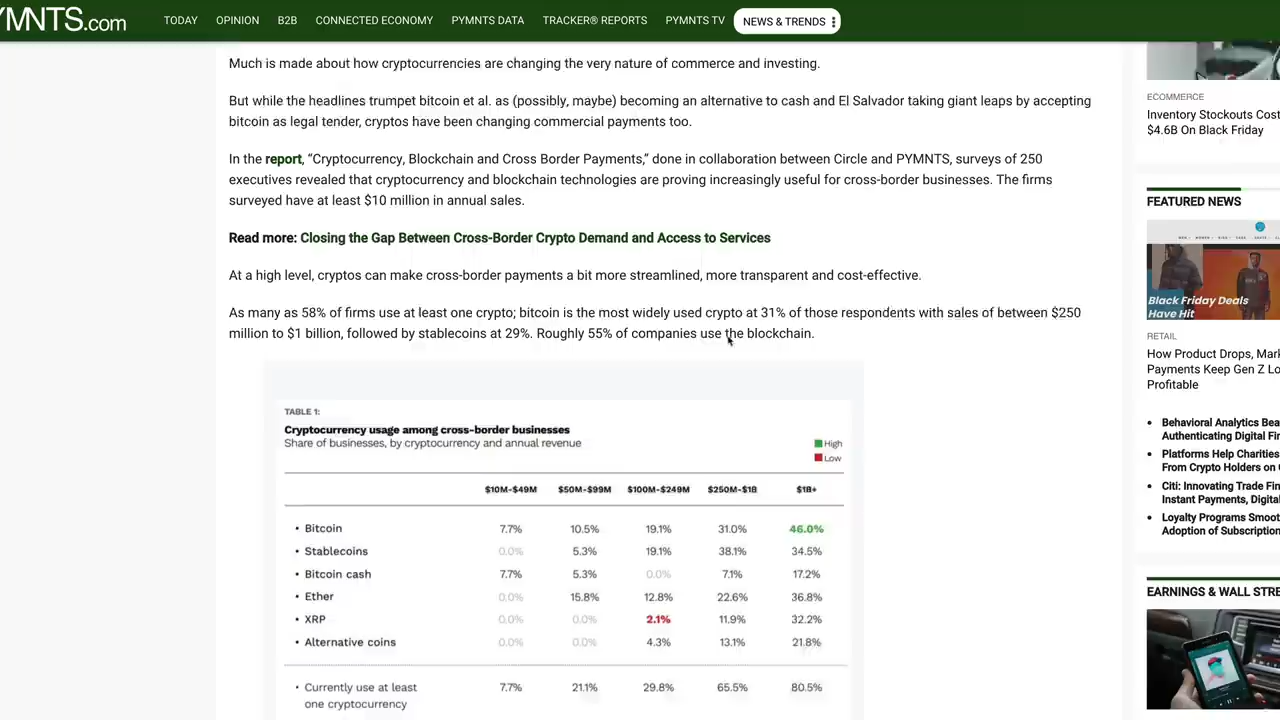 YMNTS.com
TODAY OPINION B2B CONNECTED ECONOMY PYMNTS DATA TRACKER® REPORTS PYMNTS TV NEWS & TRENDS
Much is made about how cryptocurrencies are changing the very nature of commerce and investing.
But while the headlines trumpet bitcoin et al. as (possibly, maybe) becoming an alternative to cash and El Salvador taking giant leaps by accepting
bitcoin as legal tender, cryptos have been changing commercial payments too.
In the report, “Cryptocurrency, Blockchain and Cross Border Payments,” done in collaboration between Circle and PYMNTS, surveys of 250
executives revealed that cryptocurrency and blockchain technologies are proving increasingly useful for cross-border businesses. The firms
surveyed have at least $10 million in annual sales.
Read more: Closing the Gap Between Cross-Border Crypto Demand and Access to Services
At a high level, cryptos can make cross-border payments a bit more streamlined, more transparent and cost-effective.
As many as 58% of firms use at least one crypto; bitcoin is the most widely used crypto at 31% of those respondents with sales of between $250
million to $1 billion, followed by stablecoins at 29%. Roughly 55% of companies use the blockchain.
TABLE 1:
Cryptocurrency usage among cross-border businesses
Share of businesses, by cryptocurrency and annual revenue
High
Low
$10M-$49M $50M-$99M $100M-$249M $250M-$1B $1B+
• Bitcoin 7.7% 10.5% 19.1% 31.0% 46.0%
• Stablecoins 0.0% 5.3% 19.1% 38.1% 34.5%
• Bitcoin cash 7.7% 5.3% 0.0% 7.1% 17.2%
• Ether 0.0% 15.8% 12.8% 22.6% 36.8%
• XRP 0.0% 0.0% 2.1% 11.9% 32.2%
• Alternative coins 0.0% 0.0% 4.3% 13.1% 21.8%
• Currently use at least 7.7% 21.1% 29.8% 65.5% 80.5%
one cryptocurrency
ECOMMERCE
Inventory Stockouts Cost
$4.6B On Black Friday
FEATURED NEWS
Black Friday Deals
Have Hit
RETAIL
How Product Drops, Mar
Payments Keep Gen Z Lo
Profitable
• Behavioral Analytics Bea
Authenticating Digital Fi
• Platforms Help Charities
From Crypto Holders on
• Citi: Innovating Trade Fin
Instant Payments, Digita
• Loyalty Programs Smoot
Adoption of Subscription
EARNINGS & WALL STRE